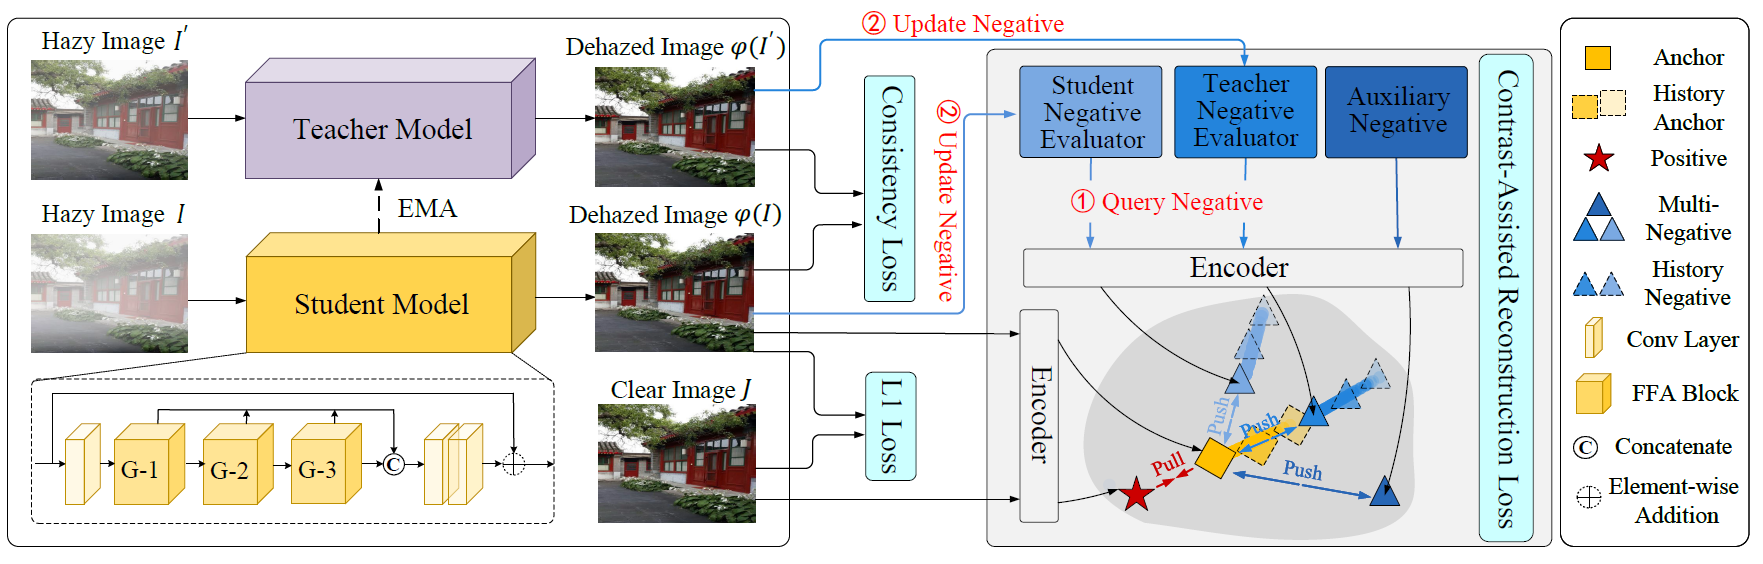 Hazy Image I′
Teacher Model
Dehazed Image φ(I′)
EMA
Hazy Image I
Student Model
Dehazed Image φ(I)
Clear Image J
G-1
G-2
G-3
C
Consistency Loss
L1 Loss
② Update Negative
② Update Negative
Student
Negative
Evaluator
Teacher
Negative
Evaluator
Auxiliary
Negative
① Query Negative
Encoder
Encoder
Push
Push
Push
Pull
Contrast-Assisted Reconstruction Loss
Anchor
History
Anchor
Positive
Multi-
Negative
History
Negative
Conv Layer
FFA Block
C
Concatenate
Element-wise
Addition